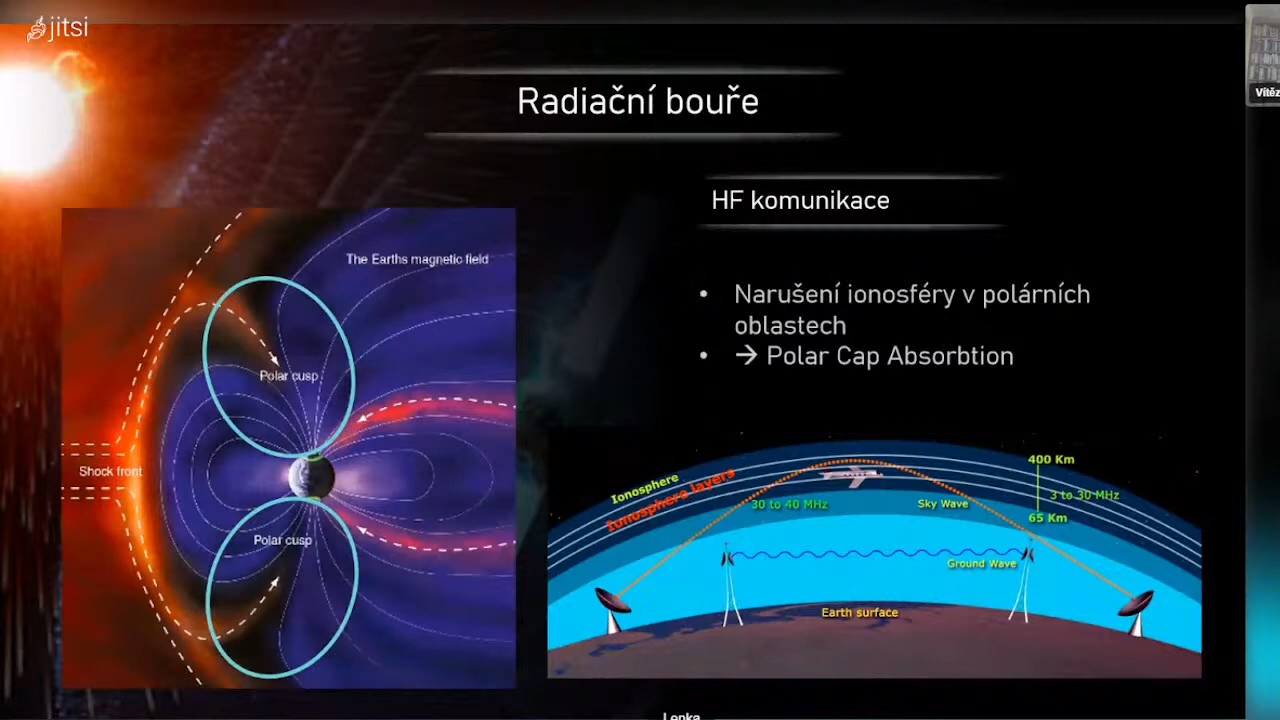 jitsi
Radiační bouře
HF komunikace
The Earths magnetic field
Polar cusp
Shock front
Polar cusp
• Narušení ionosféry v polárních
oblastech
• → Polar Cap Absorbtion
Ionosphere
Ionosphere layers
30 to 40 MHz
Sky Wave
400 Km
3 to 30 MHz
65 Km
Ground Wave
Earth surface
Lenka